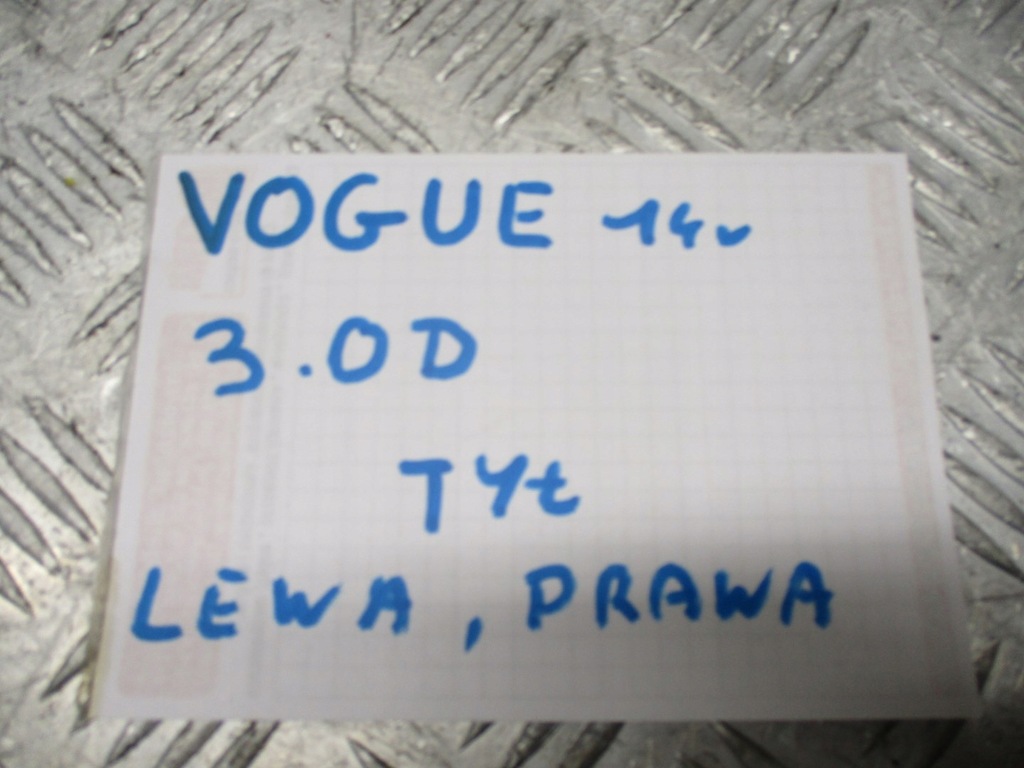 VOGUE 14r
3.0D
TYł
LEWA, PRAWA